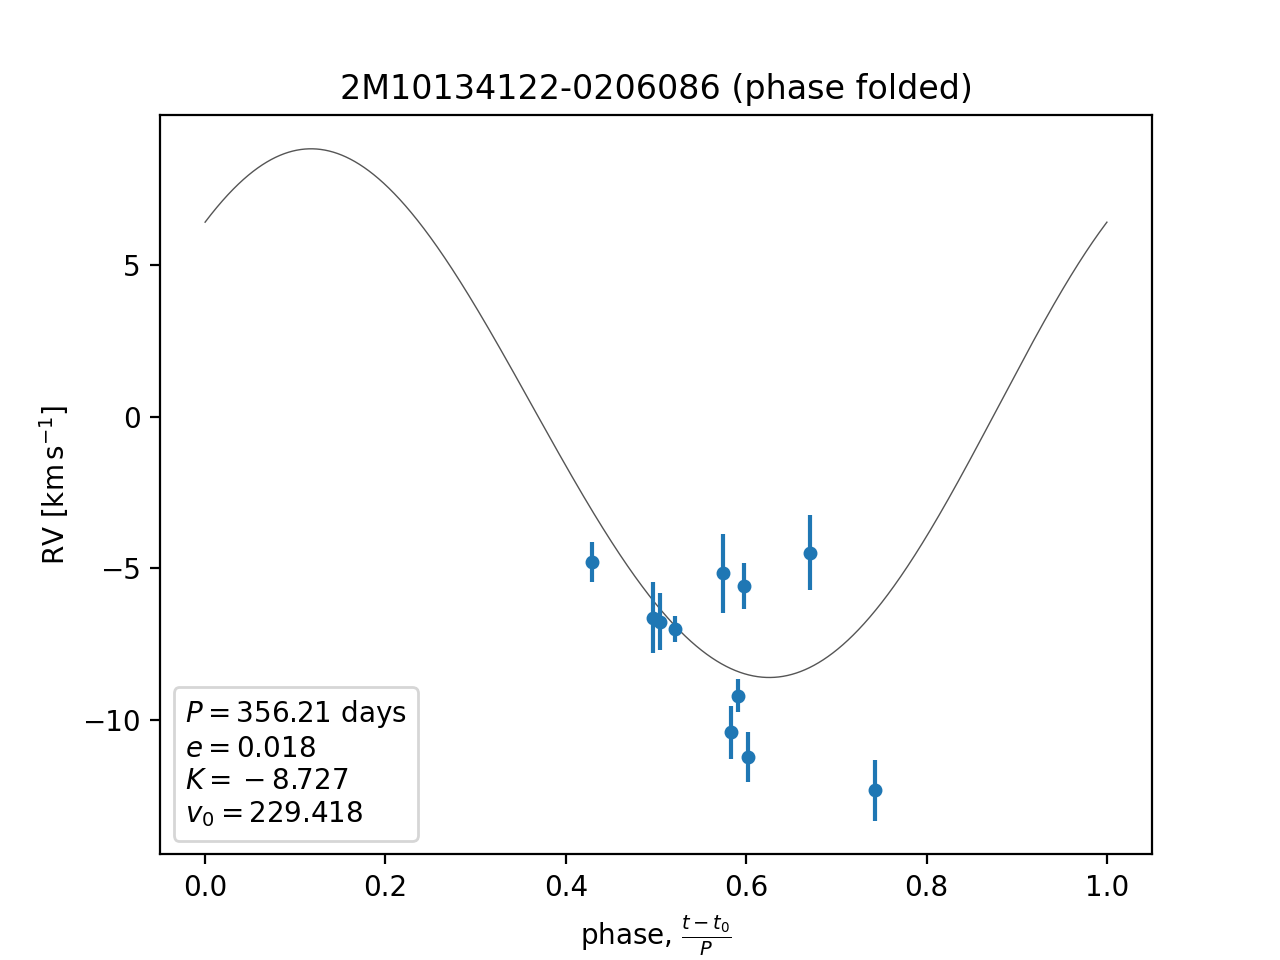 2M10134122-0206086 (phase folded)
RV [km s⁻¹]
5
0
−5
−10
P = 356.21 days
e = 0.018
K = −8.727
v₀ = 229.418
0.0 0.2 0.4 0.6 0.8 1.0
phase, (t − t₀)/P